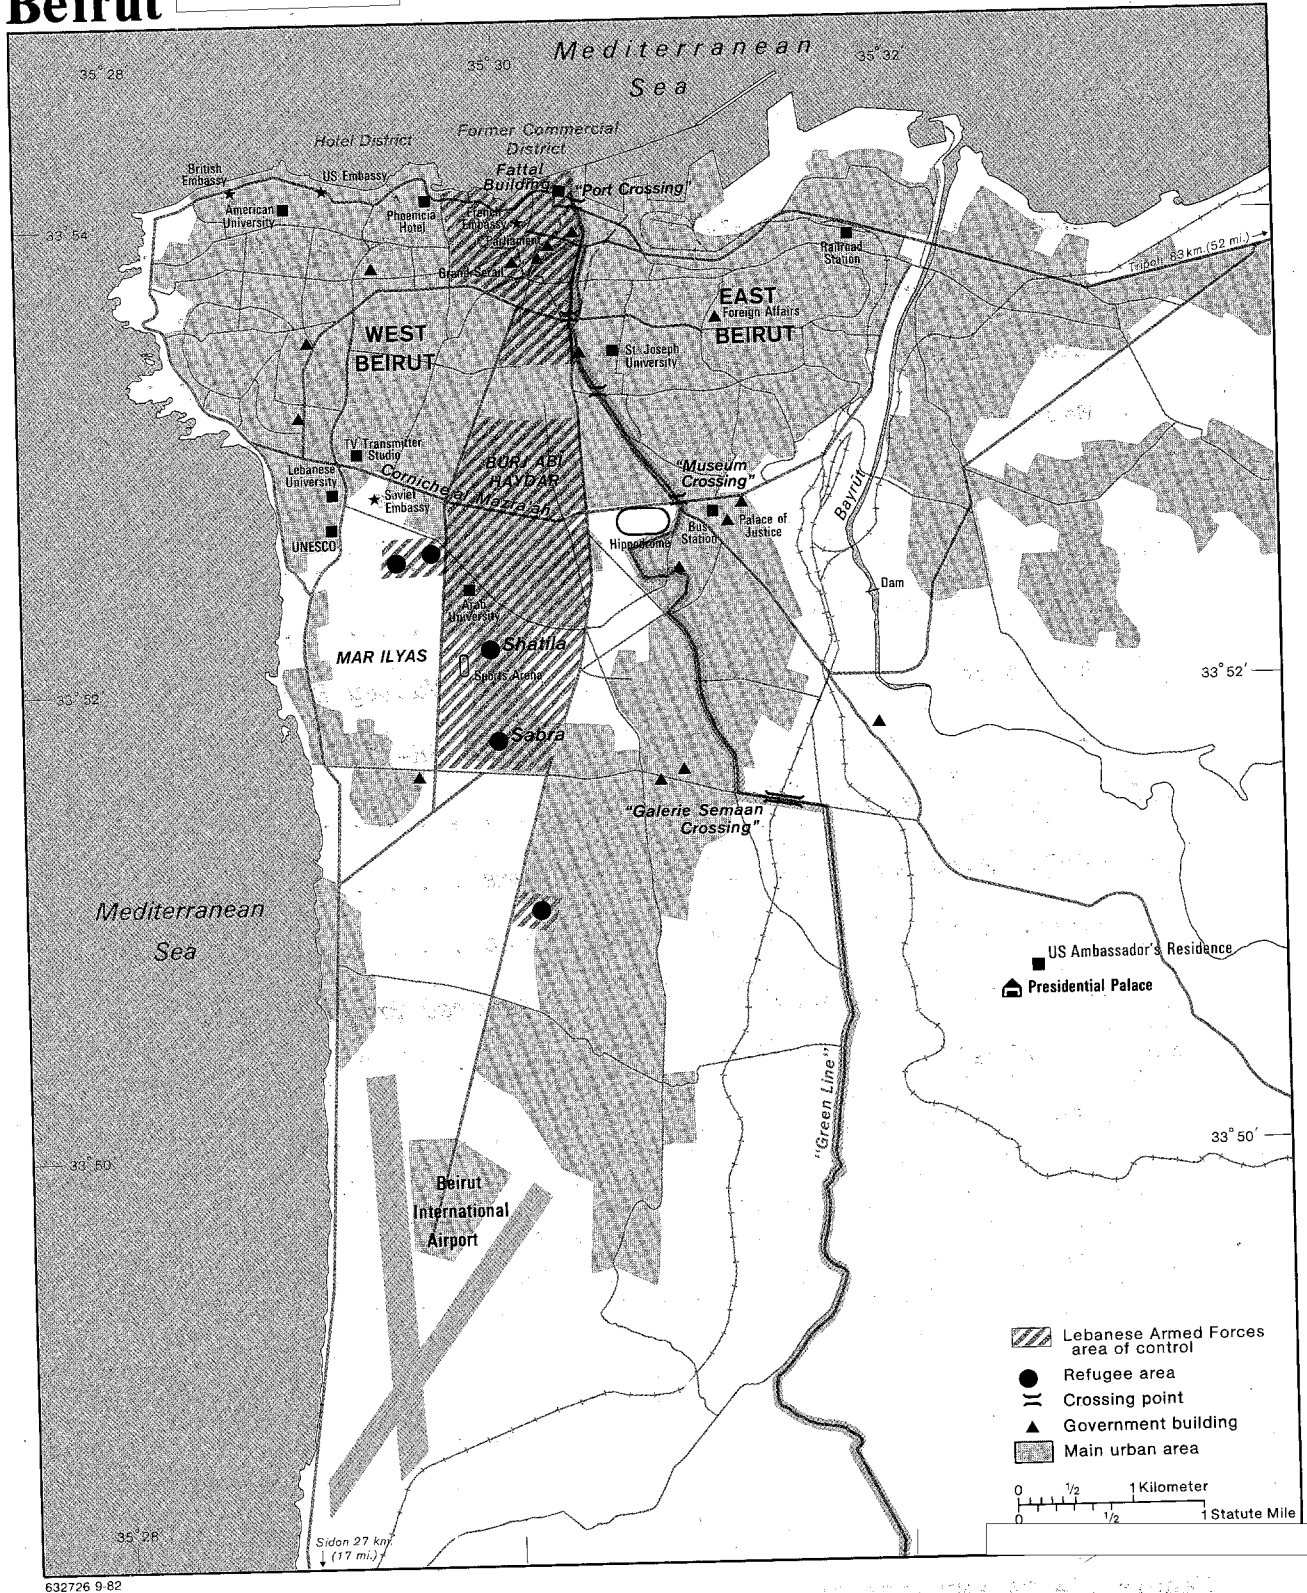 Beirut
Mediterranean
Sea
35°28
35°30
35°32
Hotel District
Former Commercial
District
Fattal
Building
"Port Crossing"
British
Embassy
US Embassy
American
University
Phoenicia
Hotel
French
Embassy
Parliament
Grand Serail
33°54
Railroad
Station
Tripoli 83 km. (52 mi.)
EAST
BEIRUT
Foreign Affairs
WEST
BEIRUT
St. Joseph
University
TV Transmitter
Studio
BURJ ABI
HAYDAR
"Museum
Crossing"
Lebanese
University
Corniche al Mazraah
Soviet
Embassy
Bayrūt
UNESCO
Hippodrome
Bus
Station
Palace of
Justice
Dam
Arab
University
Shatila
MAR ILYAS
Sports Arena
33°52'
33°52
Sabra
"Galerie Semaan
Crossing"
Mediterranean
Sea
US Ambassador's Residence
Presidential Palace
"Green Line"
33°50'
33°50
Beirut
International
Airport
Lebanese Armed Forces
area of control
Refugee area
Crossing point
Government building
Main urban area
0 1/2 1 Kilometer
0 1/2 1 Statute Mile
35°28
Sidon 27 km.
(17 mi.)
632726 9-82